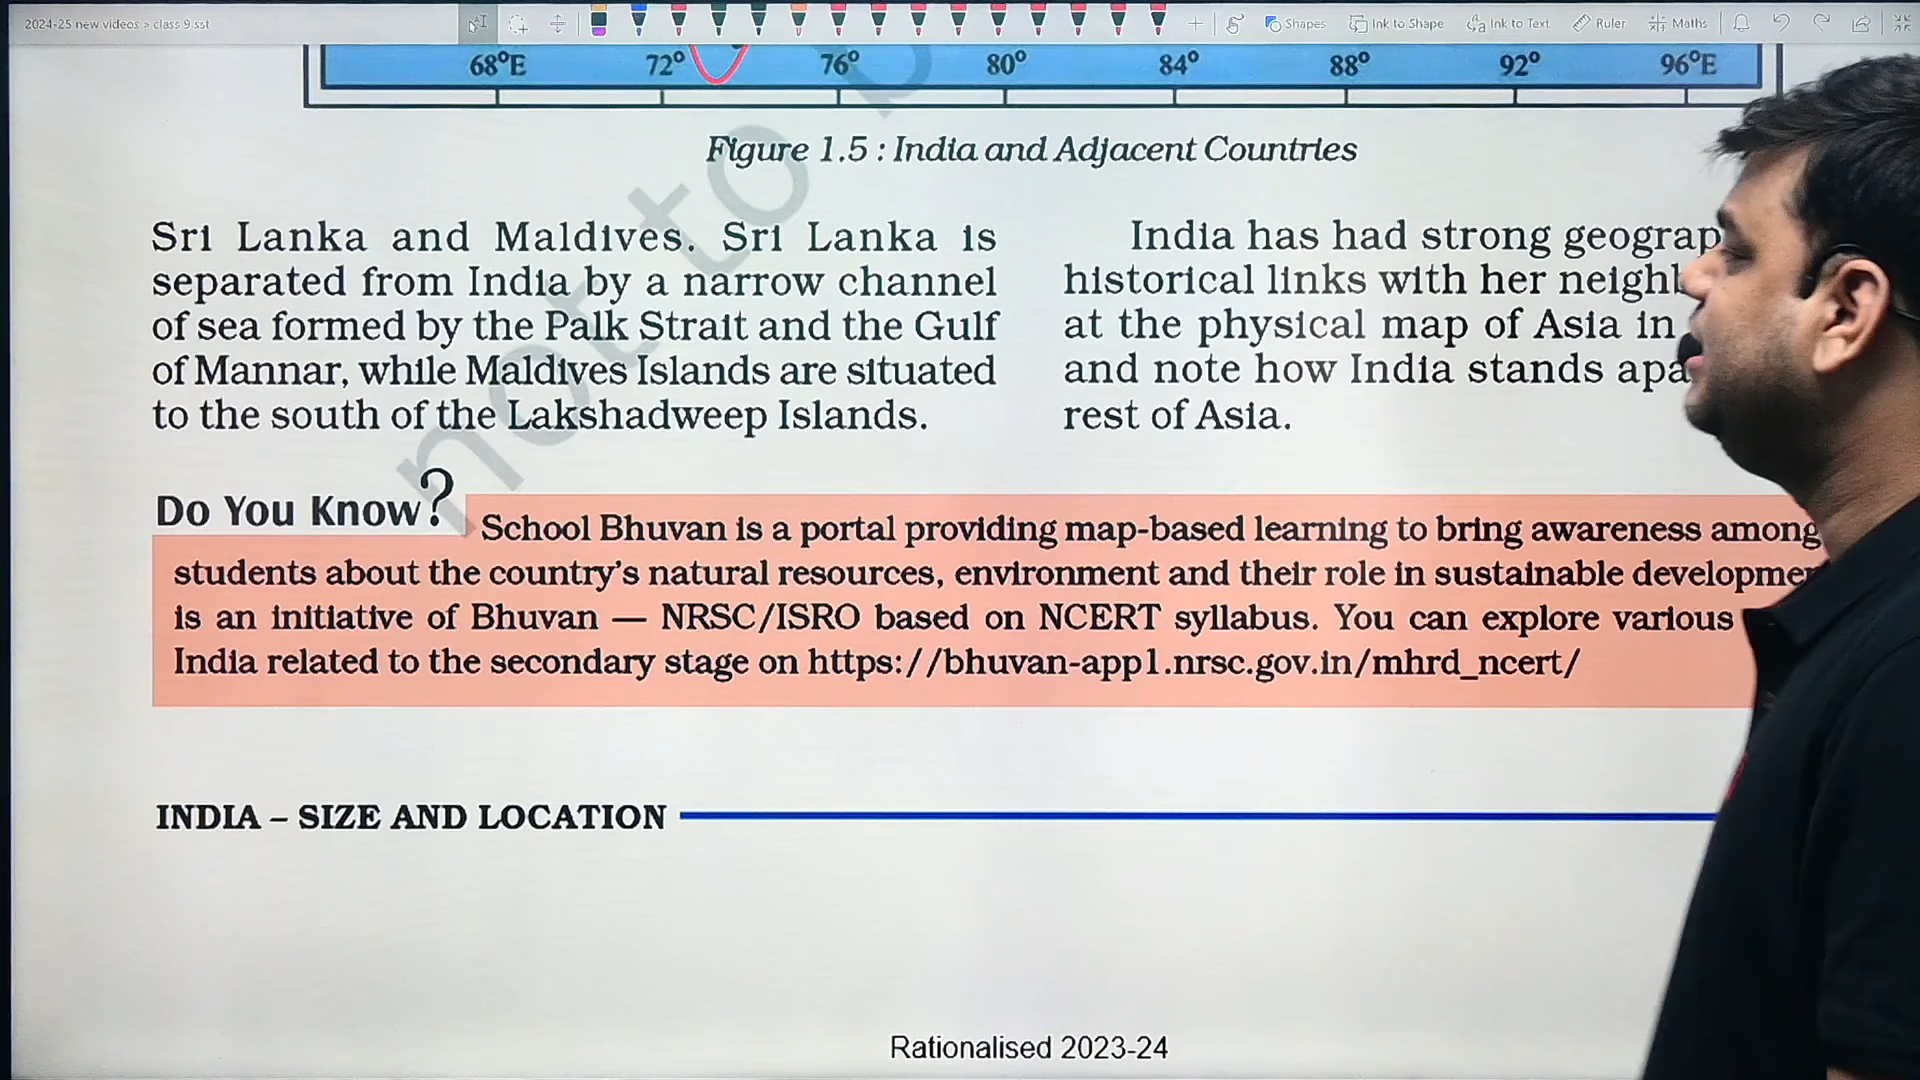 2024-25 new videos > class 9 sst
Shapes
Ink to Shape
Ink to Text
Ruler
Maths
68°E 72° 76° 80° 84° 88° 92° 96°E
Figure 1.5 : India and Adjacent Countries
Sri Lanka and Maldives. Sri Lanka is
separated from India by a narrow channel
of sea formed by the Palk Strait and the Gulf
of Mannar, while Maldives Islands are situated
to the south of the Lakshadweep Islands.
India has had strong geograp
historical links with her neighb
at the physical map of Asia in
and note how India stands apa
rest of Asia.
not to b
Do You Know?
School Bhuvan is a portal providing map-based learning to bring awareness among
students about the country's natural resources, environment and their role in sustainable developmen
is an initiative of Bhuvan — NRSC/ISRO based on NCERT syllabus. You can explore various
India related to the secondary stage on https://bhuvan-app1.nrsc.gov.in/mhrd_ncert/
INDIA – SIZE AND LOCATION
Rationalised 2023-24